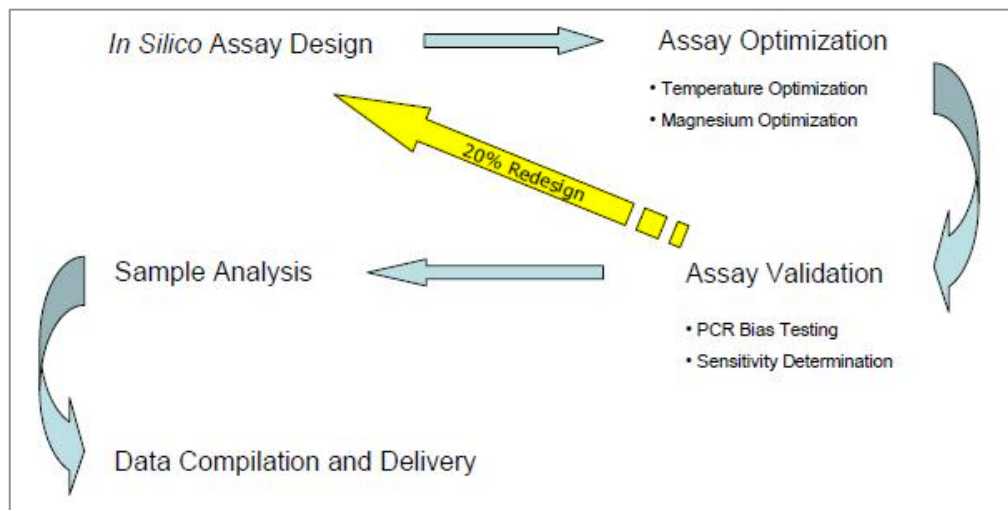 In Silico Assay Design
Assay Optimization
• Temperature Optimization
• Magnesium Optimization
20% Redesign
Assay Validation
• PCR Bias Testing
• Sensitivity Determination
Sample Analysis
Data Compilation and Delivery